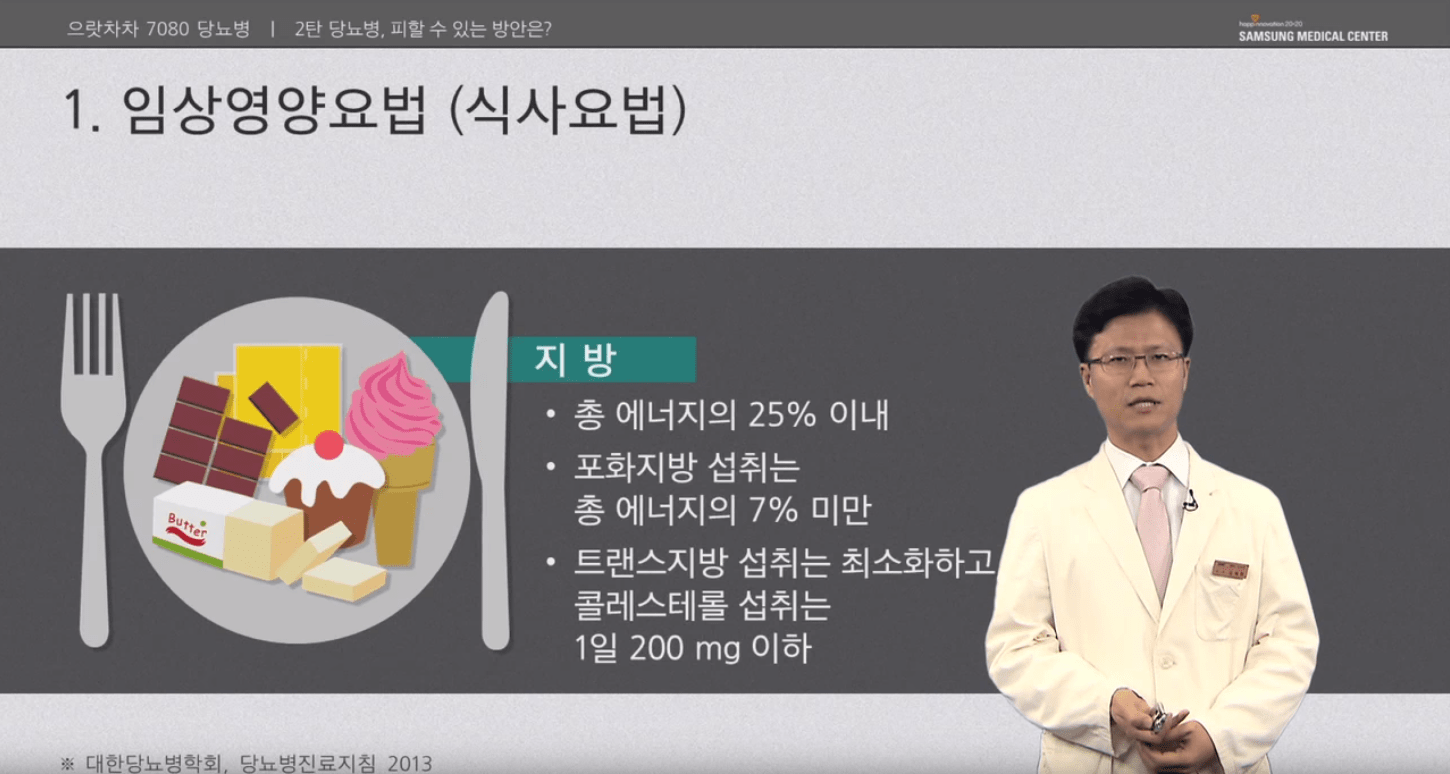 으랏차차 7080 당뇨병 | 2탄 당뇨병, 피할 수 있는 방안은?
SAMSUNG MEDICAL CENTER
1. 임상영양요법 (식사요법)
지 방
• 총 에너지의 25% 이내
• 포화지방 섭취는
총 에너지의 7% 미만
• 트랜스지방 섭취는 최소화하고
콜레스테롤 섭취는
1일 200 mg 이하
Butter
※ 대한당뇨병학회, 당뇨병진료지침 2013